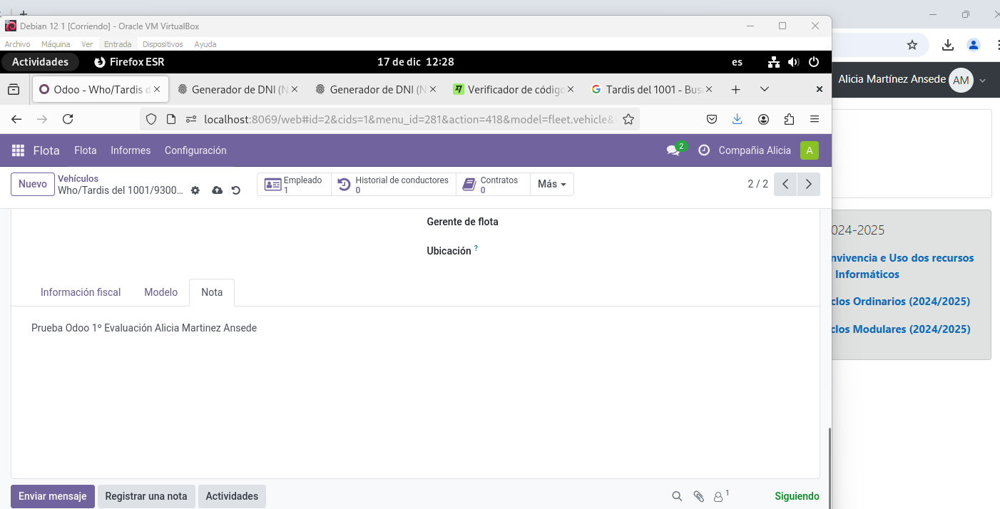 Debian 12 1 [Corriendo] - Oracle VM VirtualBox
Archivo Máquina Ver Entrada Dispositivos Ayuda
Actividades Firefox ESR 17 de dic 12:28 es
Odoo - Who/Tardis d Generador de DNI (N Generador de DNI (N Verificador de código Tardis del 1001 - Bus
localhost:8069/web#id=2&cids=1&menu_id=281&action=418&model=fleet.vehicle&
Alicia Martínez Ansede AM
Flota Flota Informes Configuración 2 Compañia Alicia A
Nuevo
Vehículos
Who/Tardis del 1001/9300...
Empleado
1
Historial de conductores
0
Contratos
0
Más
2 / 2
Gerente de flota
Ubicación ?
Información fiscal Modelo Nota
Prueba Odoo 1º Evaluación Alicia Martinez Ansede
Enviar mensaje Registrar una nota Actividades 1 Siguiendo
024-2025
nvivencia e Uso dos recursos
Informáticos
clos Ordinarios (2024/2025)
clos Modulares (2024/2025)